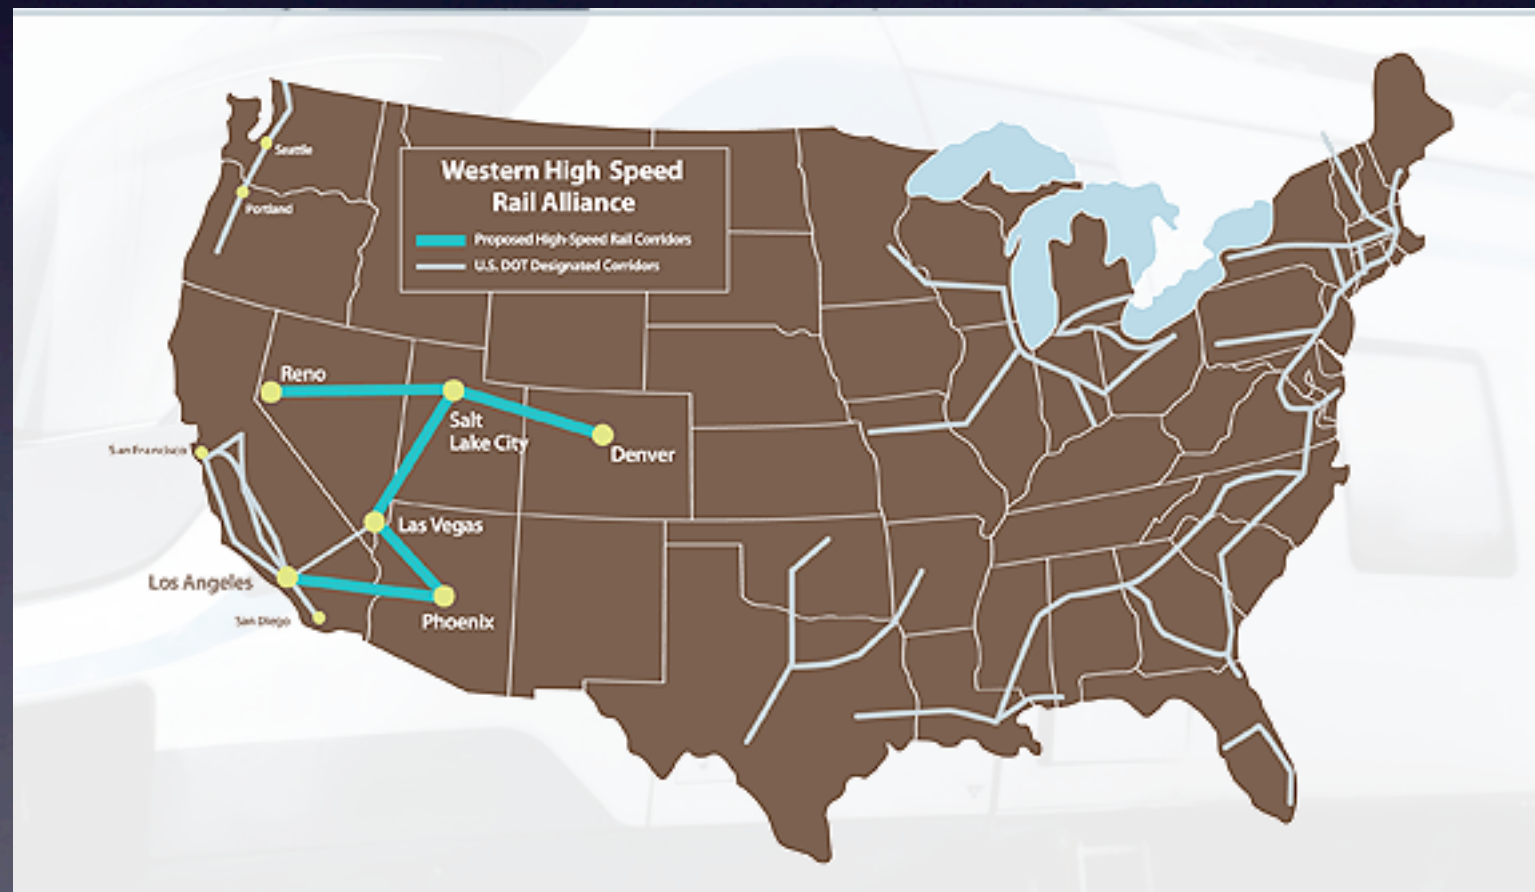 Western High Speed
Rail Alliance
Proposed High-Speed Rail Corridors
U.S. DOT Designated Corridors
Seattle
Portland
Reno
Salt
Lake City
Denver
San Francisco
Las Vegas
Los Angeles
San Diego
Phoenix